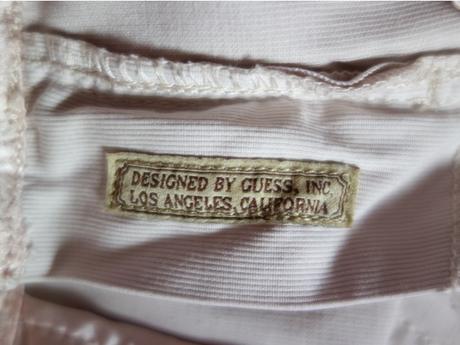 DESIGNED BY GUESS, INC.
LOS ANGELES, CALIFORNIA